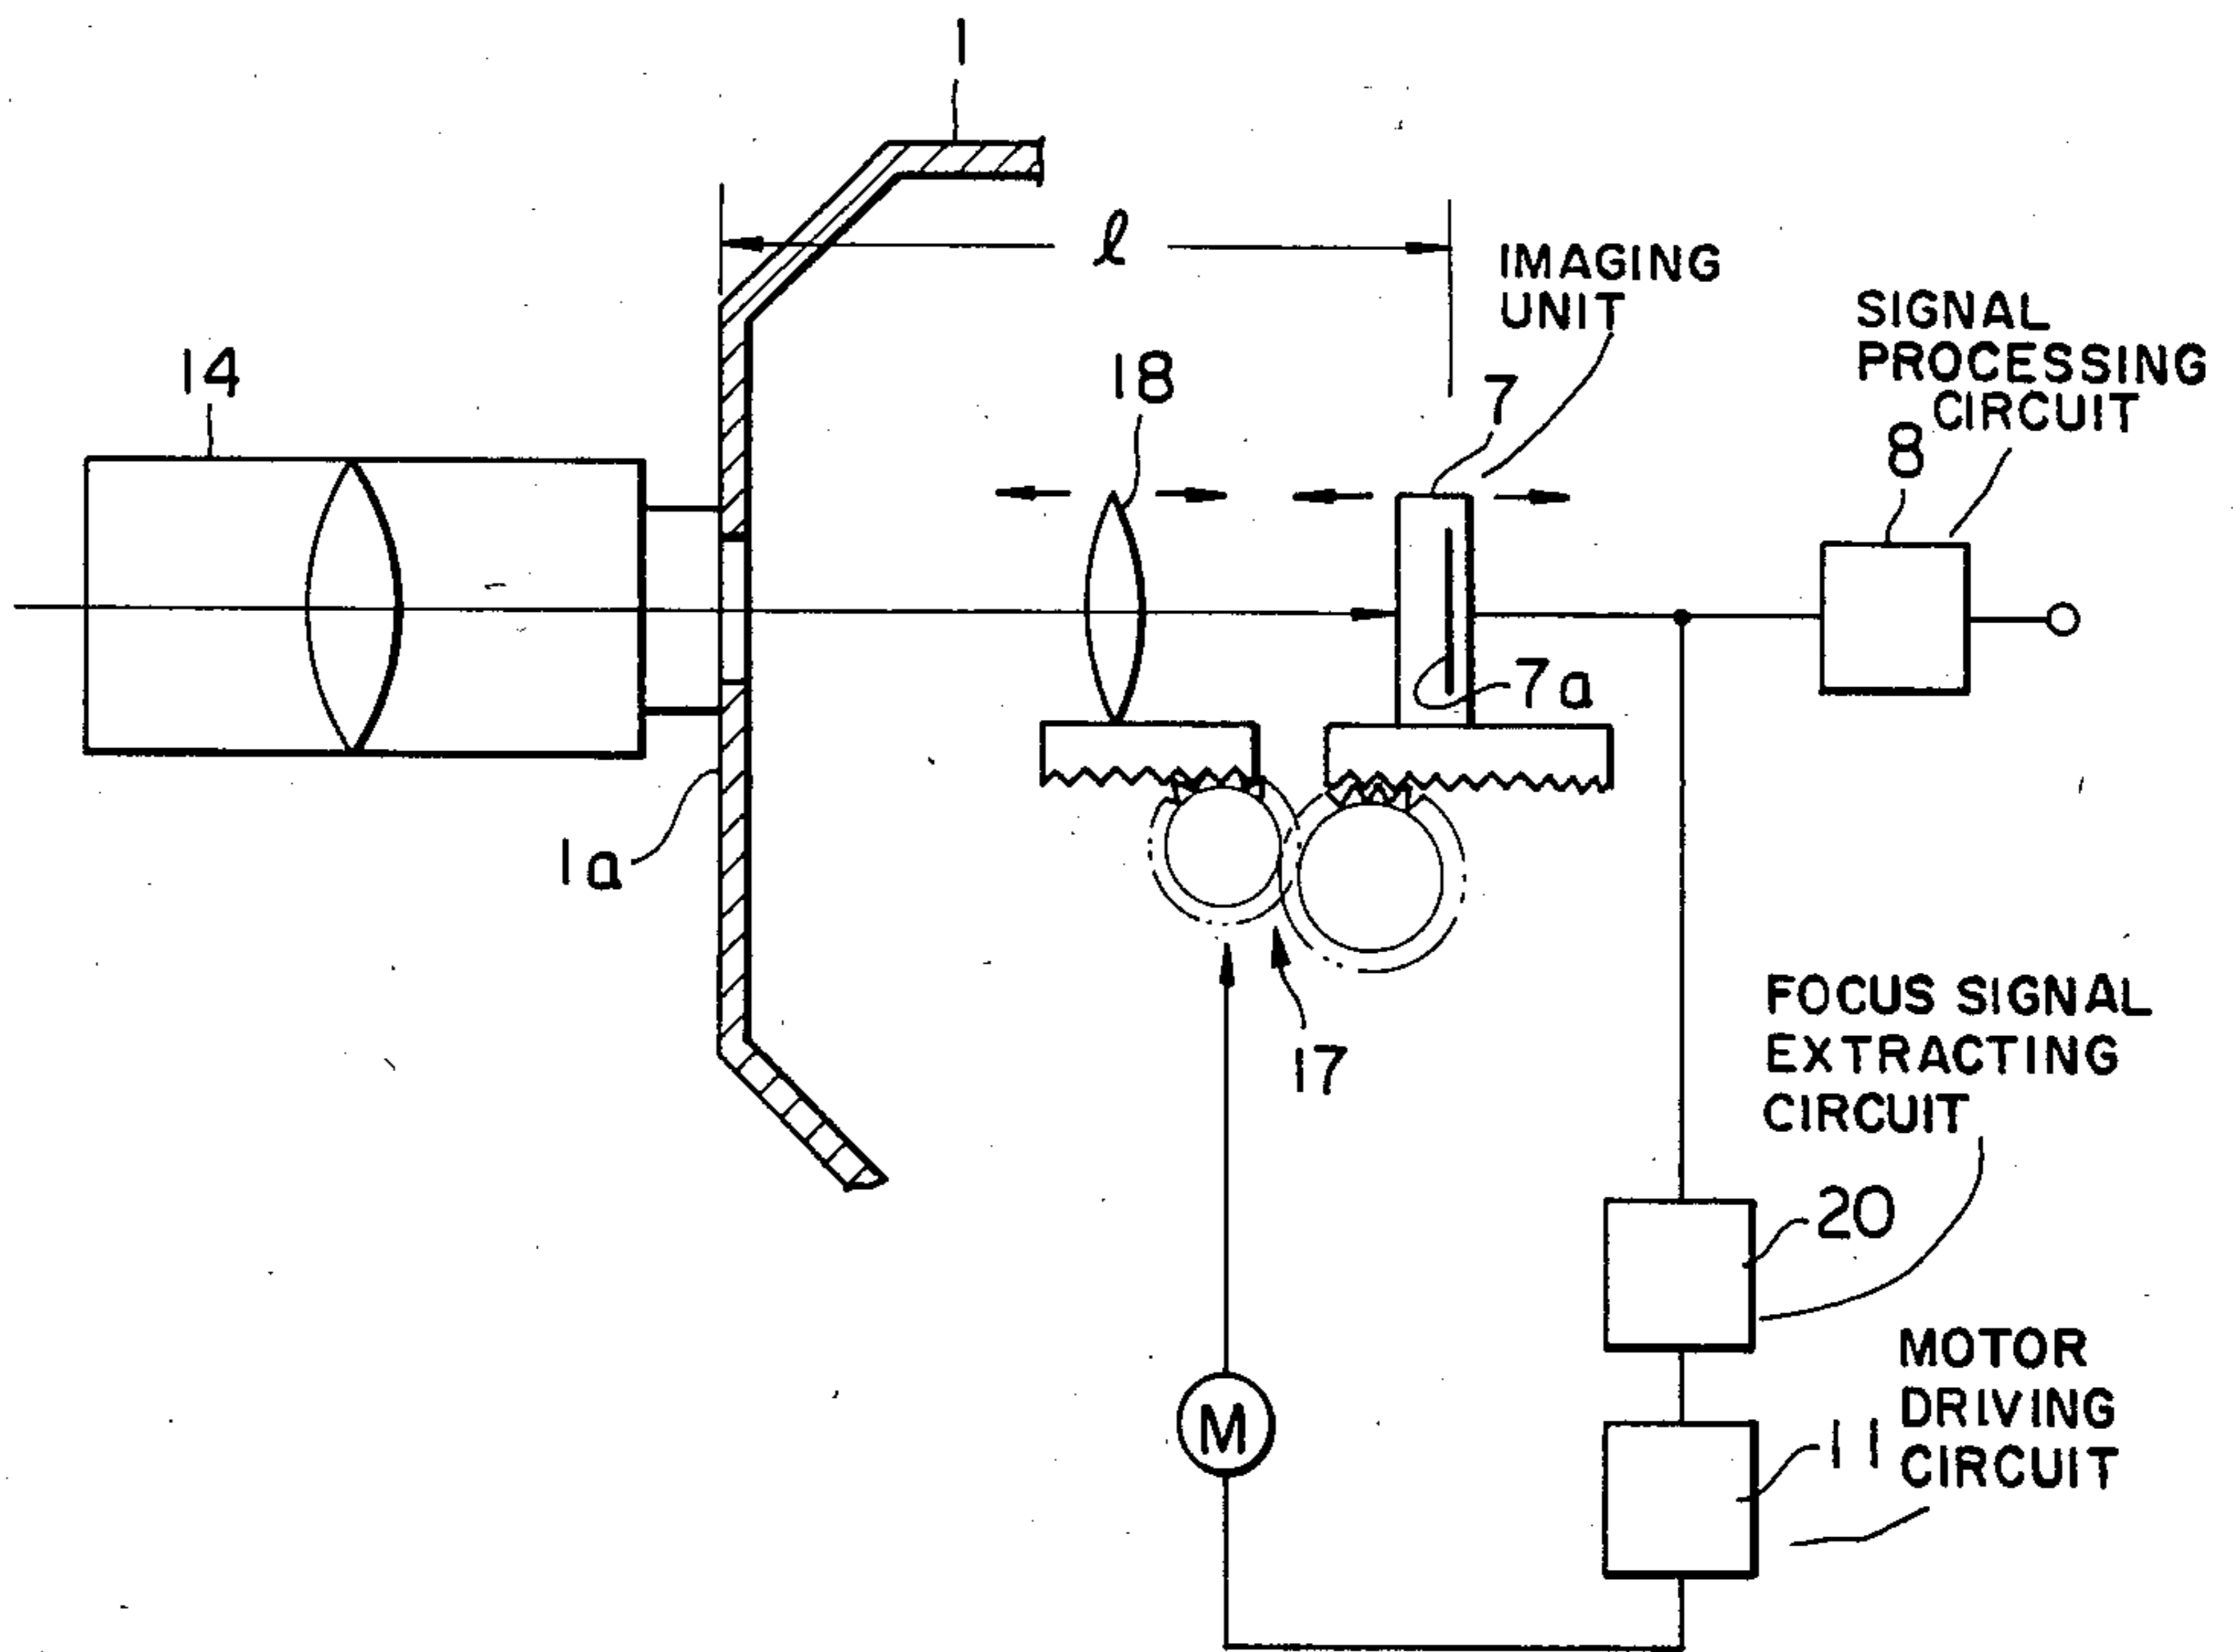 1
ℓ
IMAGING
UNIT
SIGNAL
PROCESSING
CIRCUIT
14
18
7
8
7a
1a
17
FOCUS SIGNAL
EXTRACTING
CIRCUIT
20
MOTOR
DRIVING
CIRCUIT
11
M